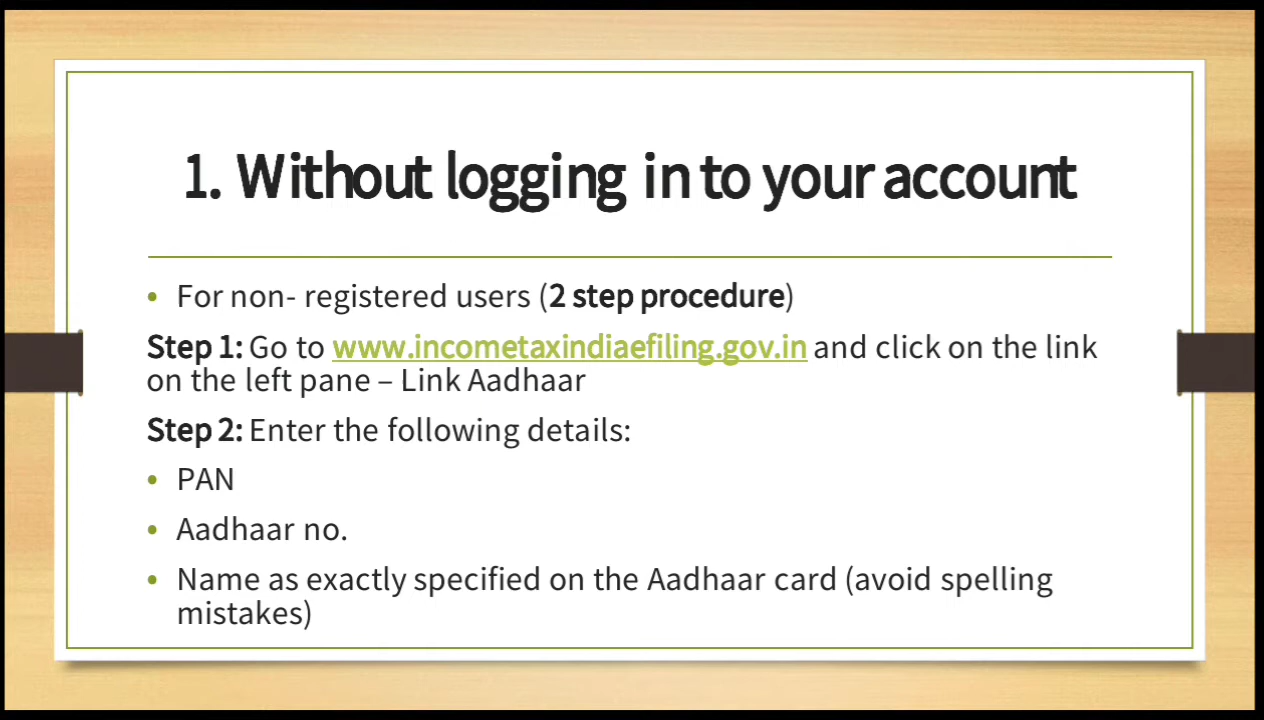 1. Without logging in to your account
• For non- registered users (2 step procedure)
Step 1: Go to www.incometaxindiaefiling.gov.in and click on the link
on the left pane – Link Aadhaar
Step 2: Enter the following details:
• PAN
• Aadhaar no.
• Name as exactly specified on the Aadhaar card (avoid spelling
mistakes)